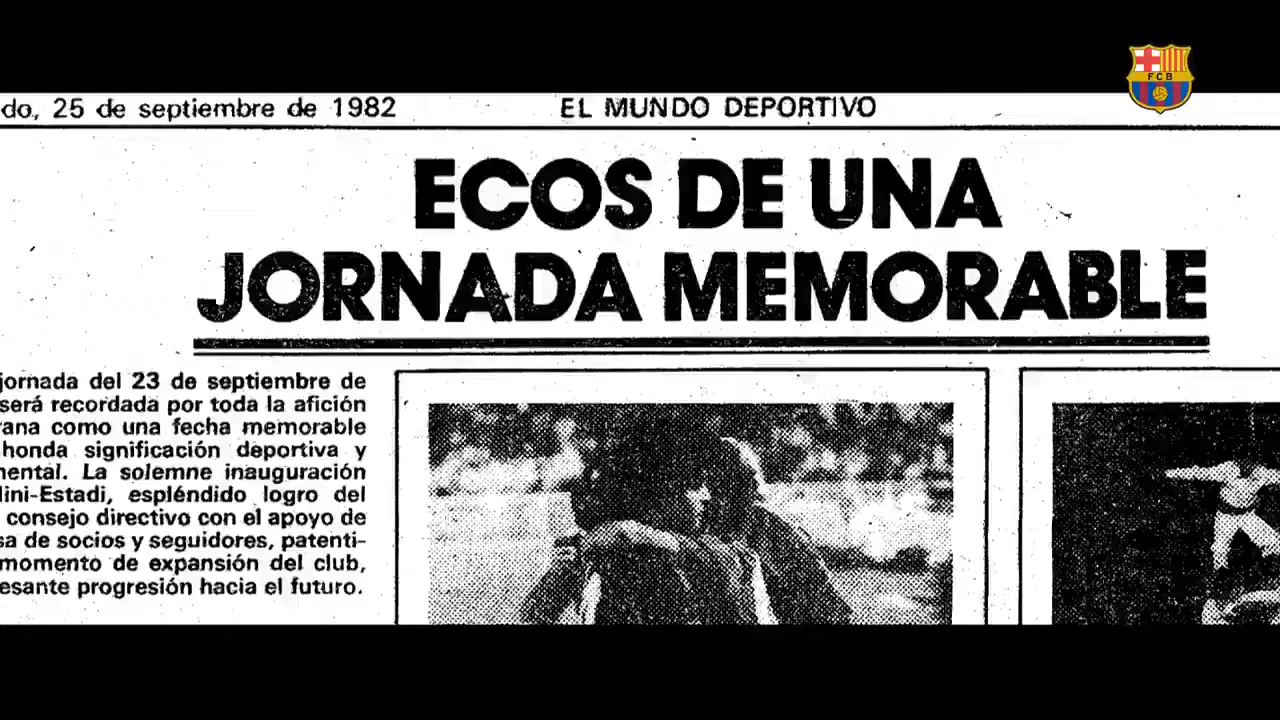 do, 25 de septiembre de 1982
EL MUNDO DEPORTIVO
FCB
ECOS DE UNA
JORNADA MEMORABLE
jornada del 23 de septiembre de
será recordada por toda la afición
rana como una fecha memorable
honda significación deportiva y
mental. La solemne inauguración
lini-Estadi, espléndido logro del
consejo directivo con el apoyo de
sa de socios y seguidores, patenti-
momento de expansión del club,
esante progresión hacia el futuro.